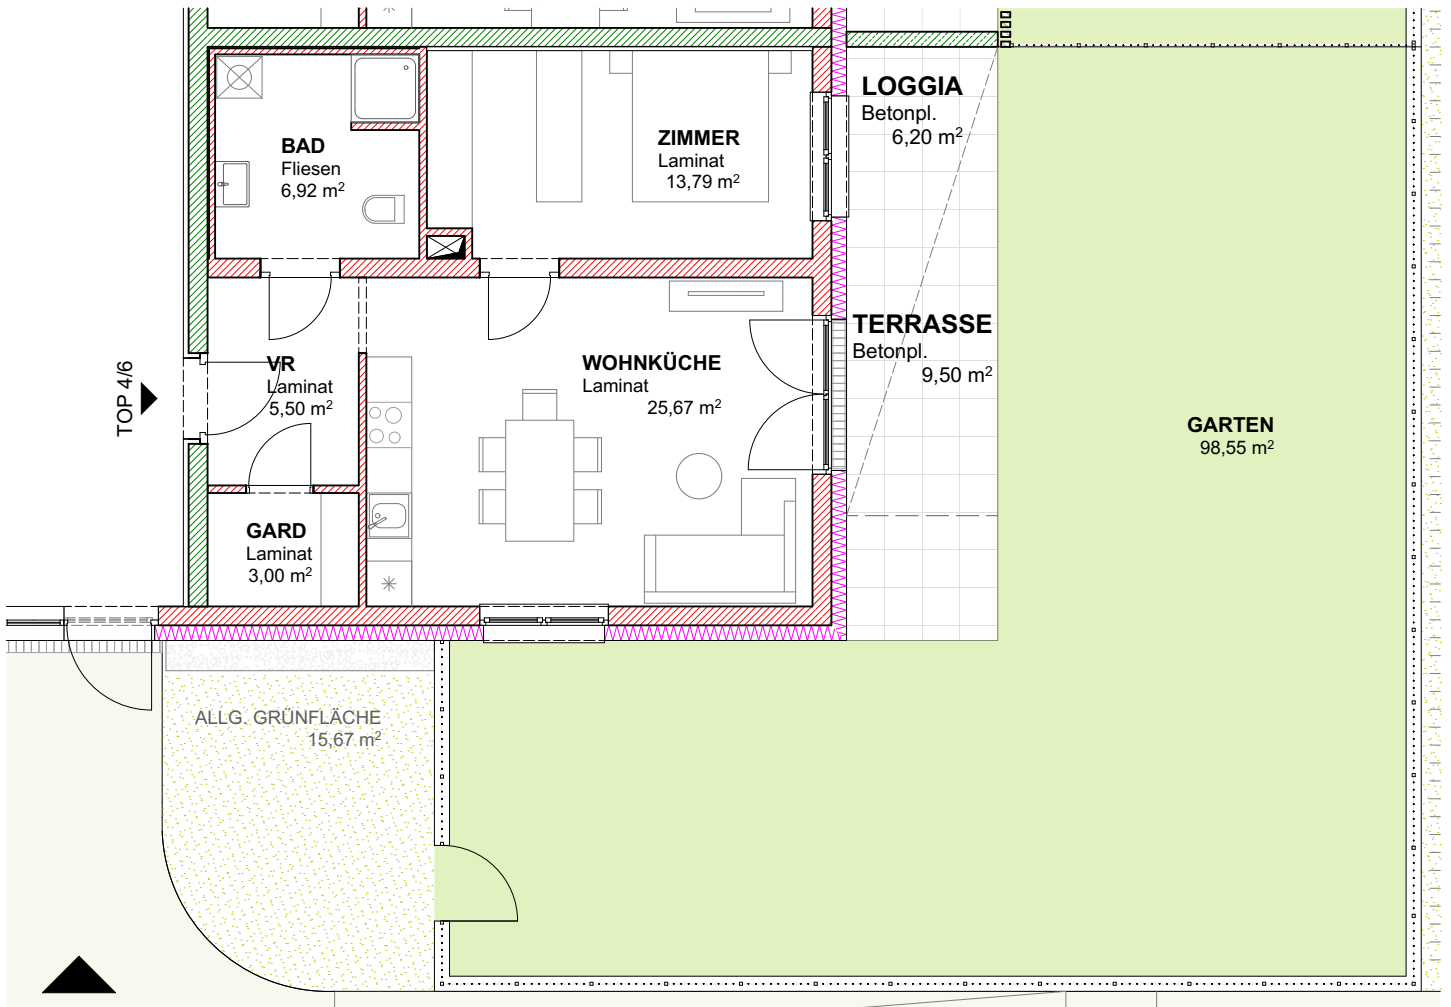 LOGGIA
Betonpl.
6,20 m²
BAD
Fliesen
6,92 m²
ZIMMER
Laminat
13,79 m²
TERRASSE
Betonpl.
9,50 m²
TOP 4/6
VR
Laminat
5,50 m²
WOHNKÜCHE
Laminat
25,67 m²
GARTEN
98,55 m²
GARD
Laminat
3,00 m²
ALLG. GRÜNFLÄCHE
15,67 m²